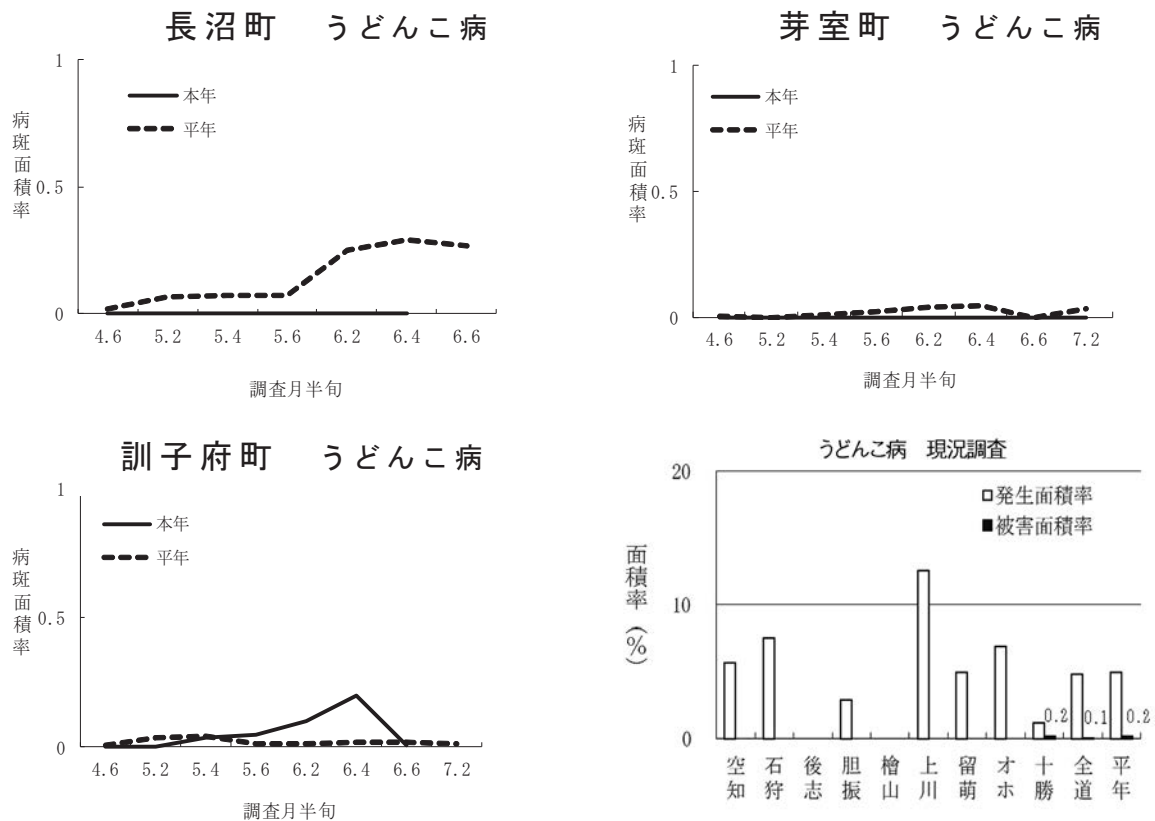 長沼町 うどんこ病
1
本年
平年
病斑面積率
0.5
0
4.6 5.2 5.4 5.6 6.2 6.4 6.6
調査月半旬
芽室町 うどんこ病
1
本年
平年
病斑面積率
0.5
0
4.6 5.2 5.4 5.6 6.2 6.4 6.6 7.2
調査月半旬
訓子府町 うどんこ病
1
本年
平年
病斑面積率
0.5
0
4.6 5.2 5.4 5.6 6.2 6.4 6.6 7.2
調査月半旬
うどんこ病 現況調査
20
発生面積率
被害面積率
面積率(%)
10
0.2 0.1 0.2
0
空知 石狩 後志 胆振 檜山 上川 留萌 オホ 十勝 全道 平年